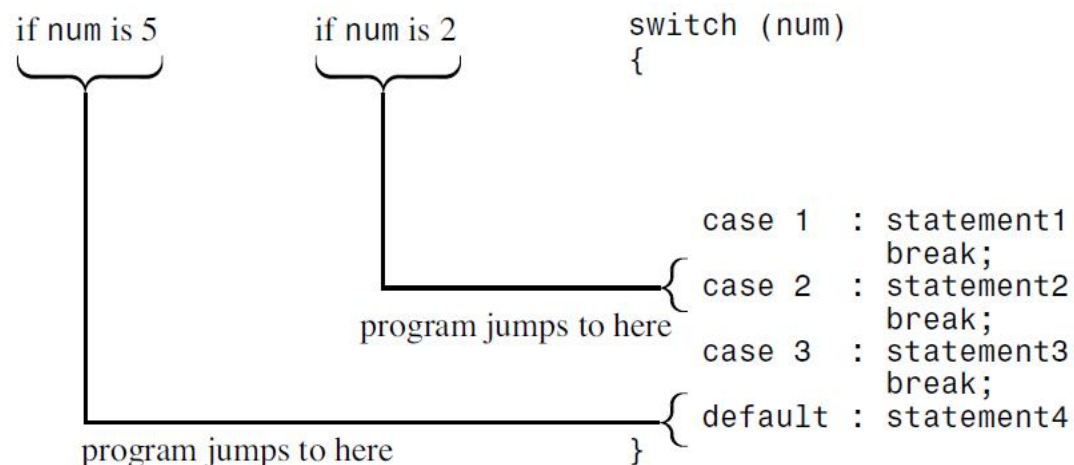 if num is 5
if num is 2
switch (num)
{
case 1 : statement1
break;
case 2 : statement2
break;
program jumps to here
case 3 : statement3
break;
default : statement4
program jumps to here
}